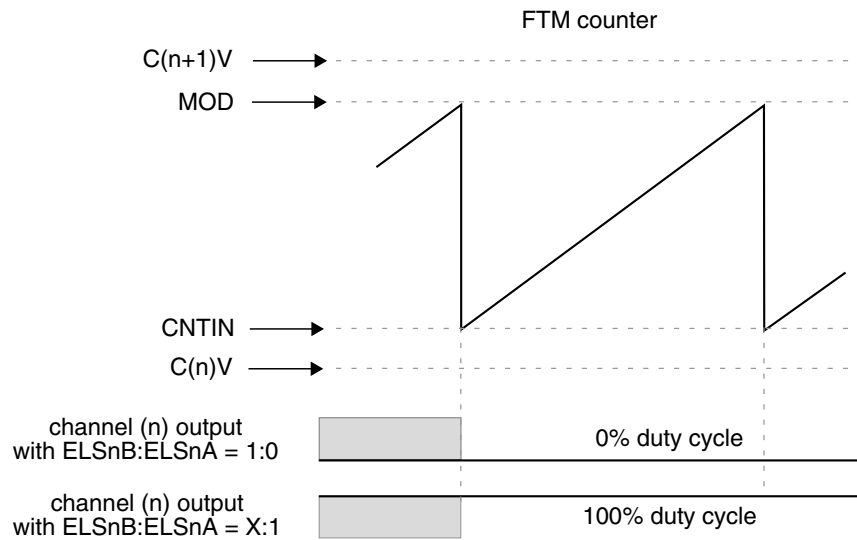 FTM counter
C(n+1)V
MOD
CNTIN
C(n)V
channel (n) output
with ELSnB:ELSnA = 1:0
0% duty cycle
channel (n) output
with ELSnB:ELSnA = X:1
100% duty cycle